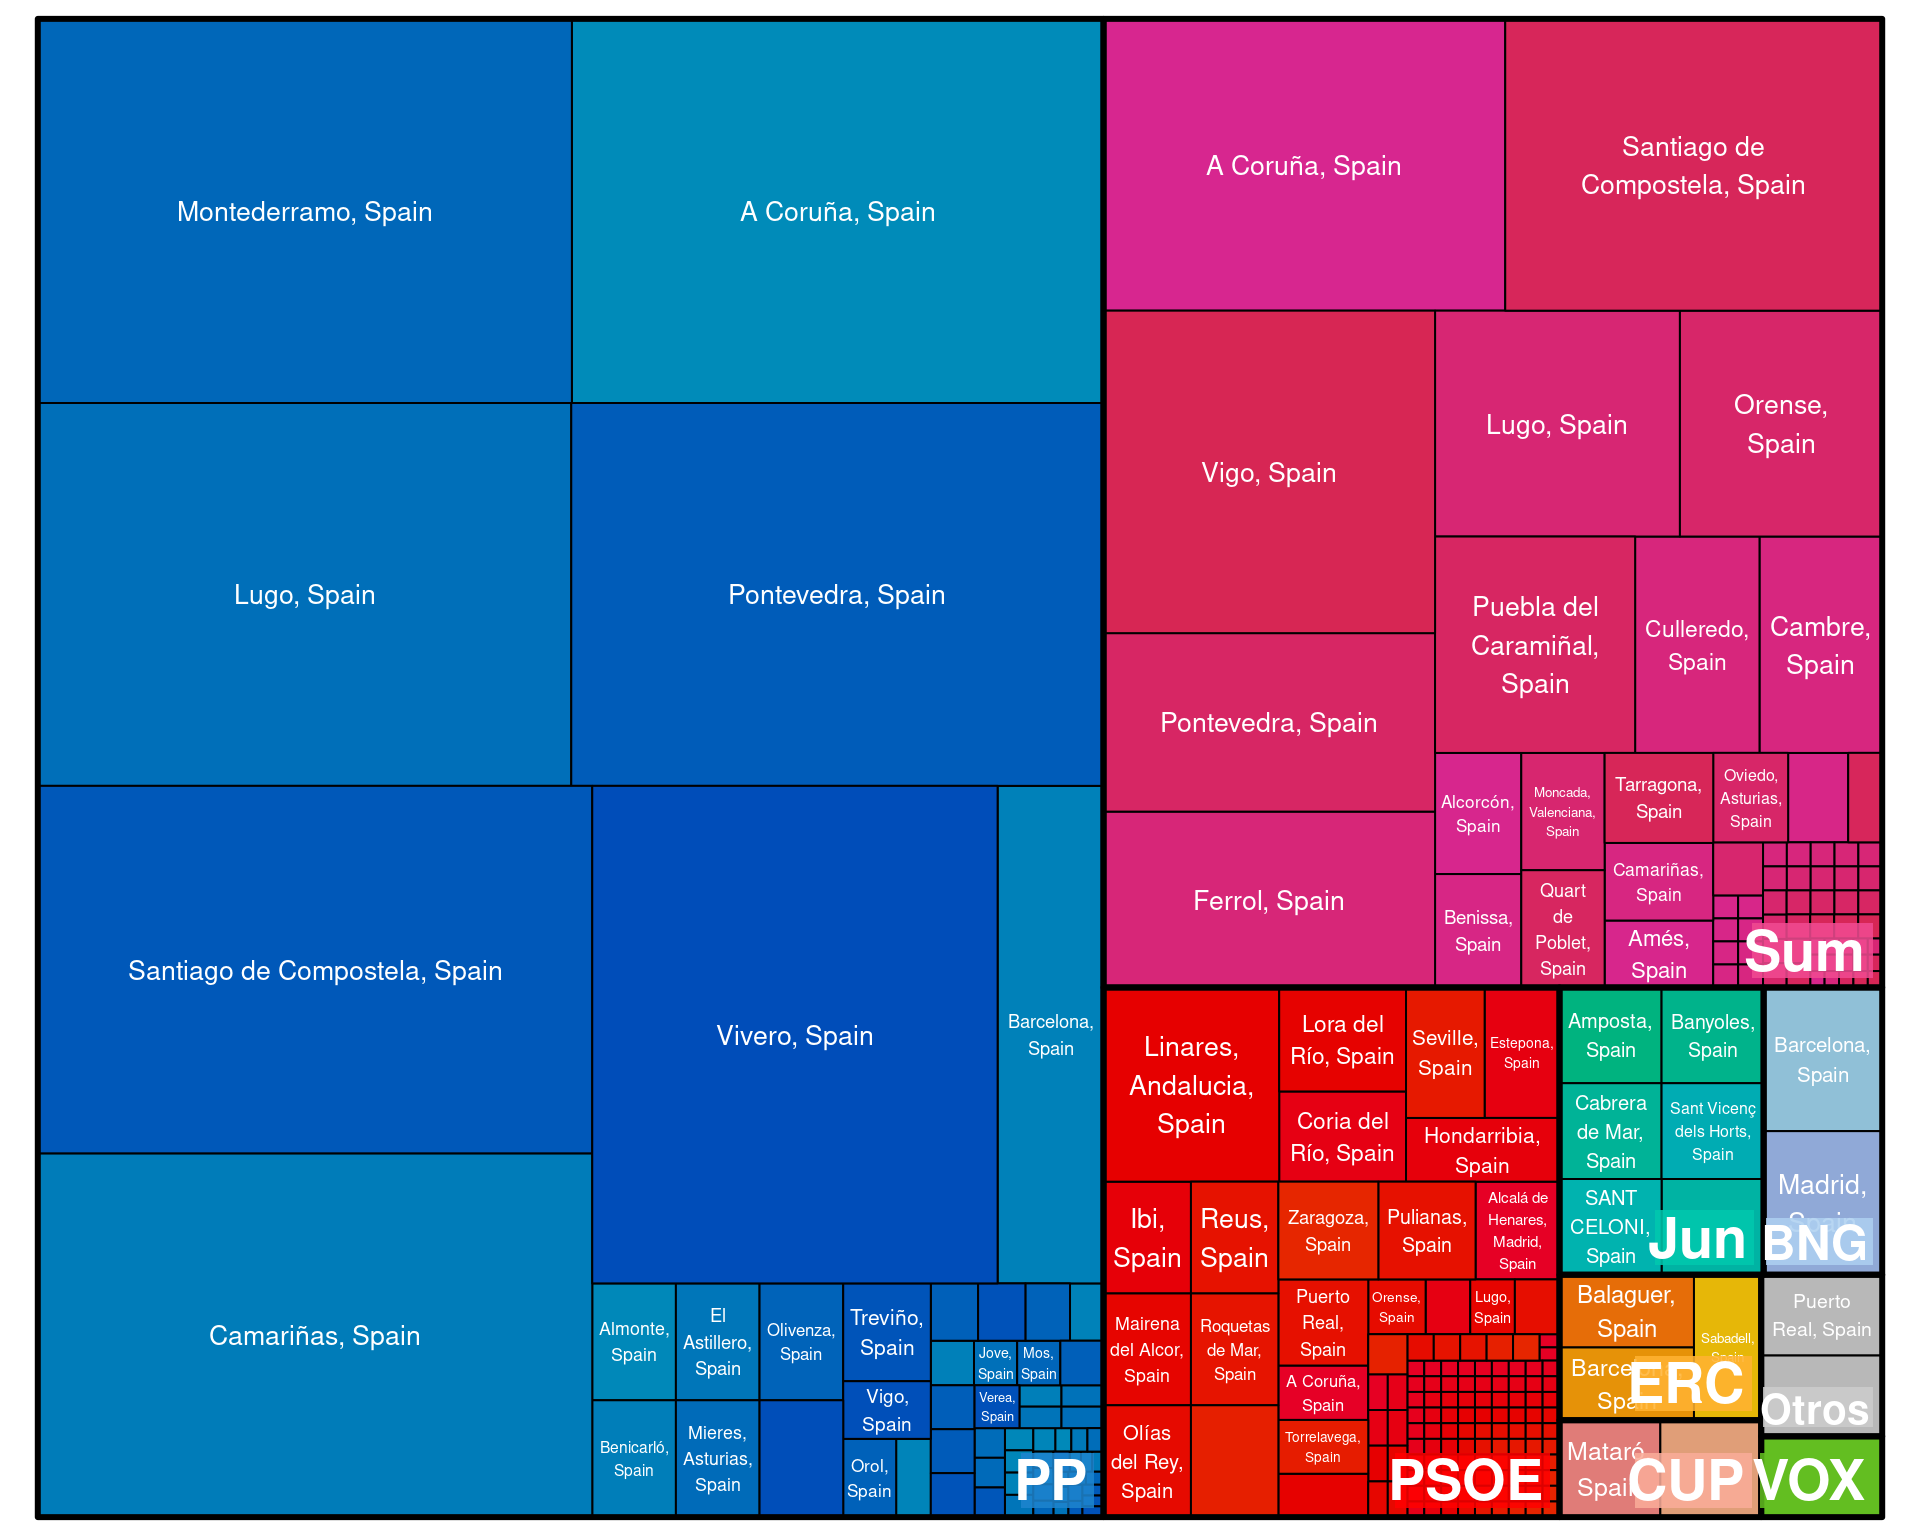 Montederramo, Spain
A Coruña, Spain
Lugo, Spain
Pontevedra, Spain
Santiago de Compostela, Spain
Vivero, Spain
Barcelona,
Spain
Camariñas, Spain
Almonte,
Spain
El
Astillero,
Spain
Olivenza,
Spain
Treviño,
Spain
Benicarló,
Spain
Mieres,
Asturias,
Spain
Vigo,
Spain
Orol,
Spain
Jove,
Spain
Mos,
Spain
Verea,
Spain
PP
A Coruña, Spain
Santiago de
Compostela, Spain
Vigo, Spain
Lugo, Spain
Orense,
Spain
Pontevedra, Spain
Puebla del
Caramiñal,
Spain
Culleredo,
Spain
Cambre,
Spain
Ferrol, Spain
Alcorcón,
Spain
Moncada,
Valenciana,
Spain
Tarragona,
Spain
Oviedo,
Asturias,
Spain
Benissa,
Spain
Quart
de
Poblet,
Spain
Camariñas,
Spain
Amés,
Spain
Sum
Linares,
Andalucia,
Spain
Lora del
Río, Spain
Seville,
Spain
Estepona,
Spain
Coria del
Río, Spain
Hondarribia,
Spain
Ibi,
Spain
Reus,
Spain
Zaragoza,
Spain
Pulianas,
Spain
Alcalá de
Henares,
Madrid,
Spain
Mairena
del Alcor,
Spain
Roquetas
de Mar,
Spain
Puerto
Real,
Spain
Orense,
Spain
Lugo,
Spain
A Coruña,
Spain
Olías
del Rey,
Spain
Torrelavega,
Spain
PSOE
Amposta,
Spain
Banyoles,
Spain
Cabrera
de Mar,
Spain
Sant Vicenç
dels Horts,
Spain
SANT
CELONI,
Spain
Jun
Barcelona,
Spain
Madrid,
Spain
BNG
Balaguer,
Spain
Sabadell,
Spain
ERC
Puerto
Real, Spain
Otros
Mataró
Spain
CUP
VOX